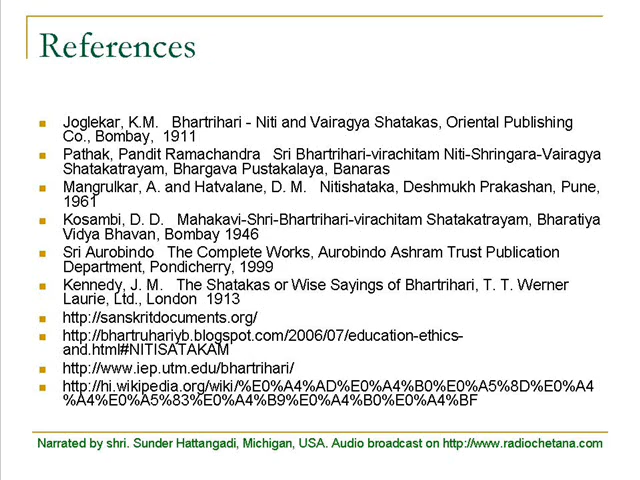 References
Joglekar, K.M. Bhartrihari - Niti and Vairagya Shatakas, Oriental Publishing
Co., Bombay, 1911
Pathak, Pandit Ramachandra Sri Bhartrihari-virachitam Niti-Shringara-Vairagya
Shatakatrayam, Bhargava Pustakalaya, Banaras
Mangrulkar, A. and Hatvalane, D. M. Nitishataka, Deshmukh Prakashan, Pune,
1961
Kosambi, D. D. Mahakavi-Shri-Bhartrihari-virachitam Shatakatrayam, Bharatiya
Vidya Bhavan, Bombay 1946
Sri Aurobindo The Complete Works, Aurobindo Ashram Trust Publication
Department, Pondicherry, 1999
Kennedy, J. M. The Shatakas or Wise Sayings of Bhartrihari, T. T. Werner
Laurie, Ltd., London 1913
http://sanskritdocuments.org/
http://bhartruhariyb.blogspot.com/2006/07/education-ethics-
and.html#NITISATAKAM
http://www.iep.utm.edu/bhartrihari/
http://hi.wikipedia.org/wiki/%E0%A4%AD%E0%A4%B0%E0%A5%8D%E0%A4
%A4%E0%A5%83%E0%A4%B9%E0%A4%B0%E0%A4%BF
Narrated by shri. Sunder Hattangadi, Michigan, USA. Audio broadcast on http://www.radiochetana.com